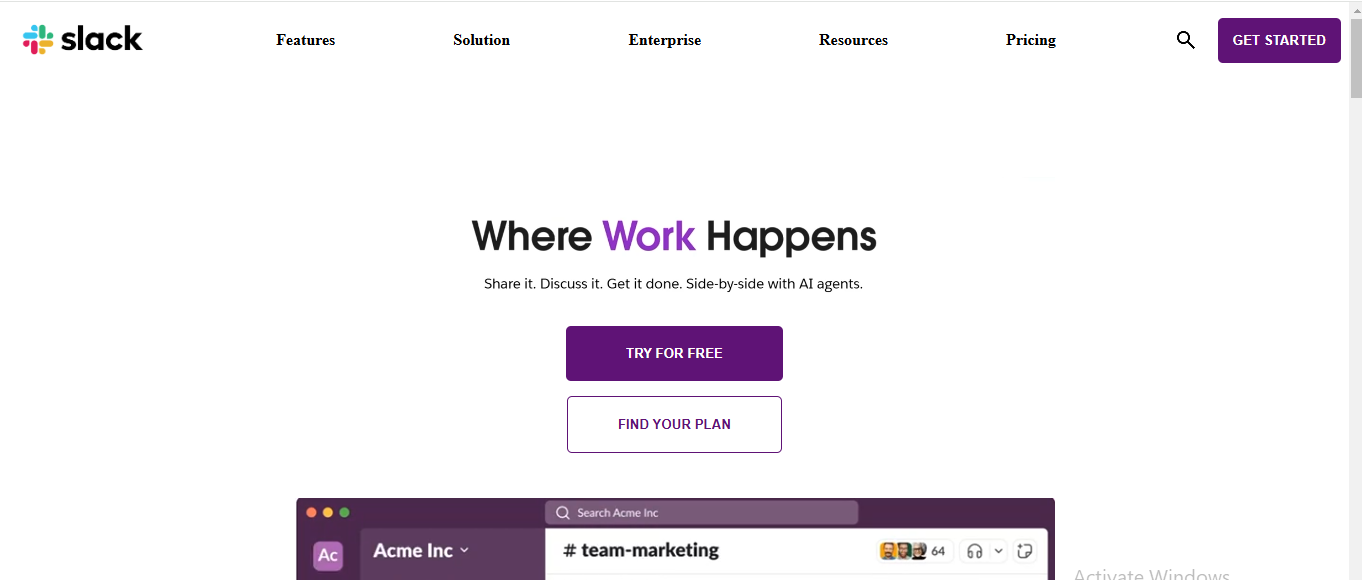 slack Features Solution Enterprise Resources Pricing GET STARTED
Where Work Happens
Share it. Discuss it. Get it done. Side-by-side with AI agents.
TRY FOR FREE
FIND YOUR PLAN
Search Acme Inc
Ac Acme Inc # team-marketing 64
Activate Windows